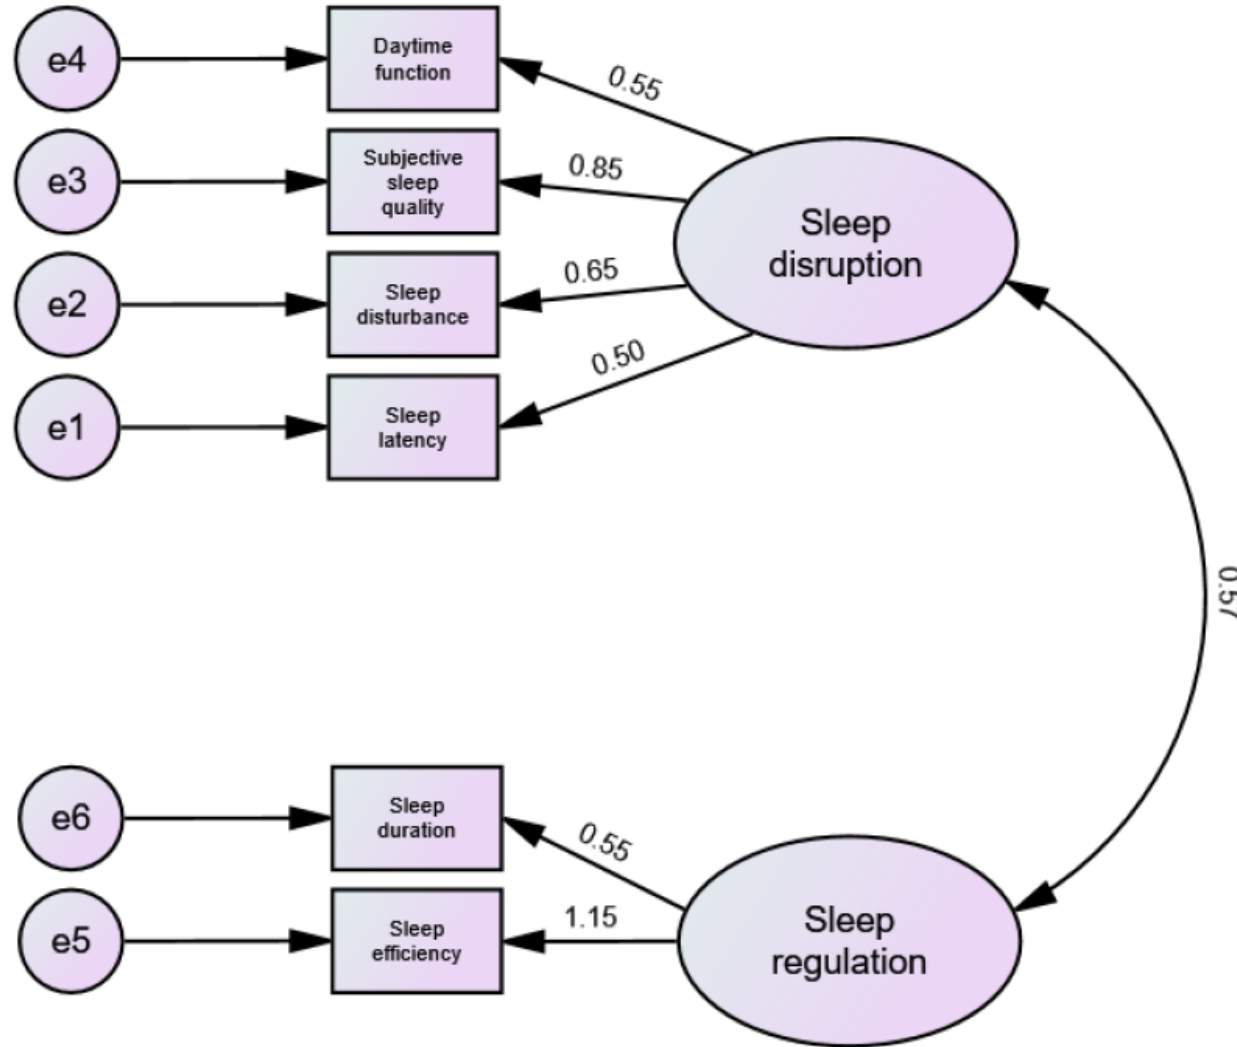 e4
Daytime
function
0.55
e3
Subjective
sleep
quality
0.85
Sleep
disruption
e2
Sleep
disturbance
0.65
e1
Sleep
latency
0.50
0.57
e6
Sleep
duration
0.55
e5
Sleep
efficiency
1.15
Sleep
regulation